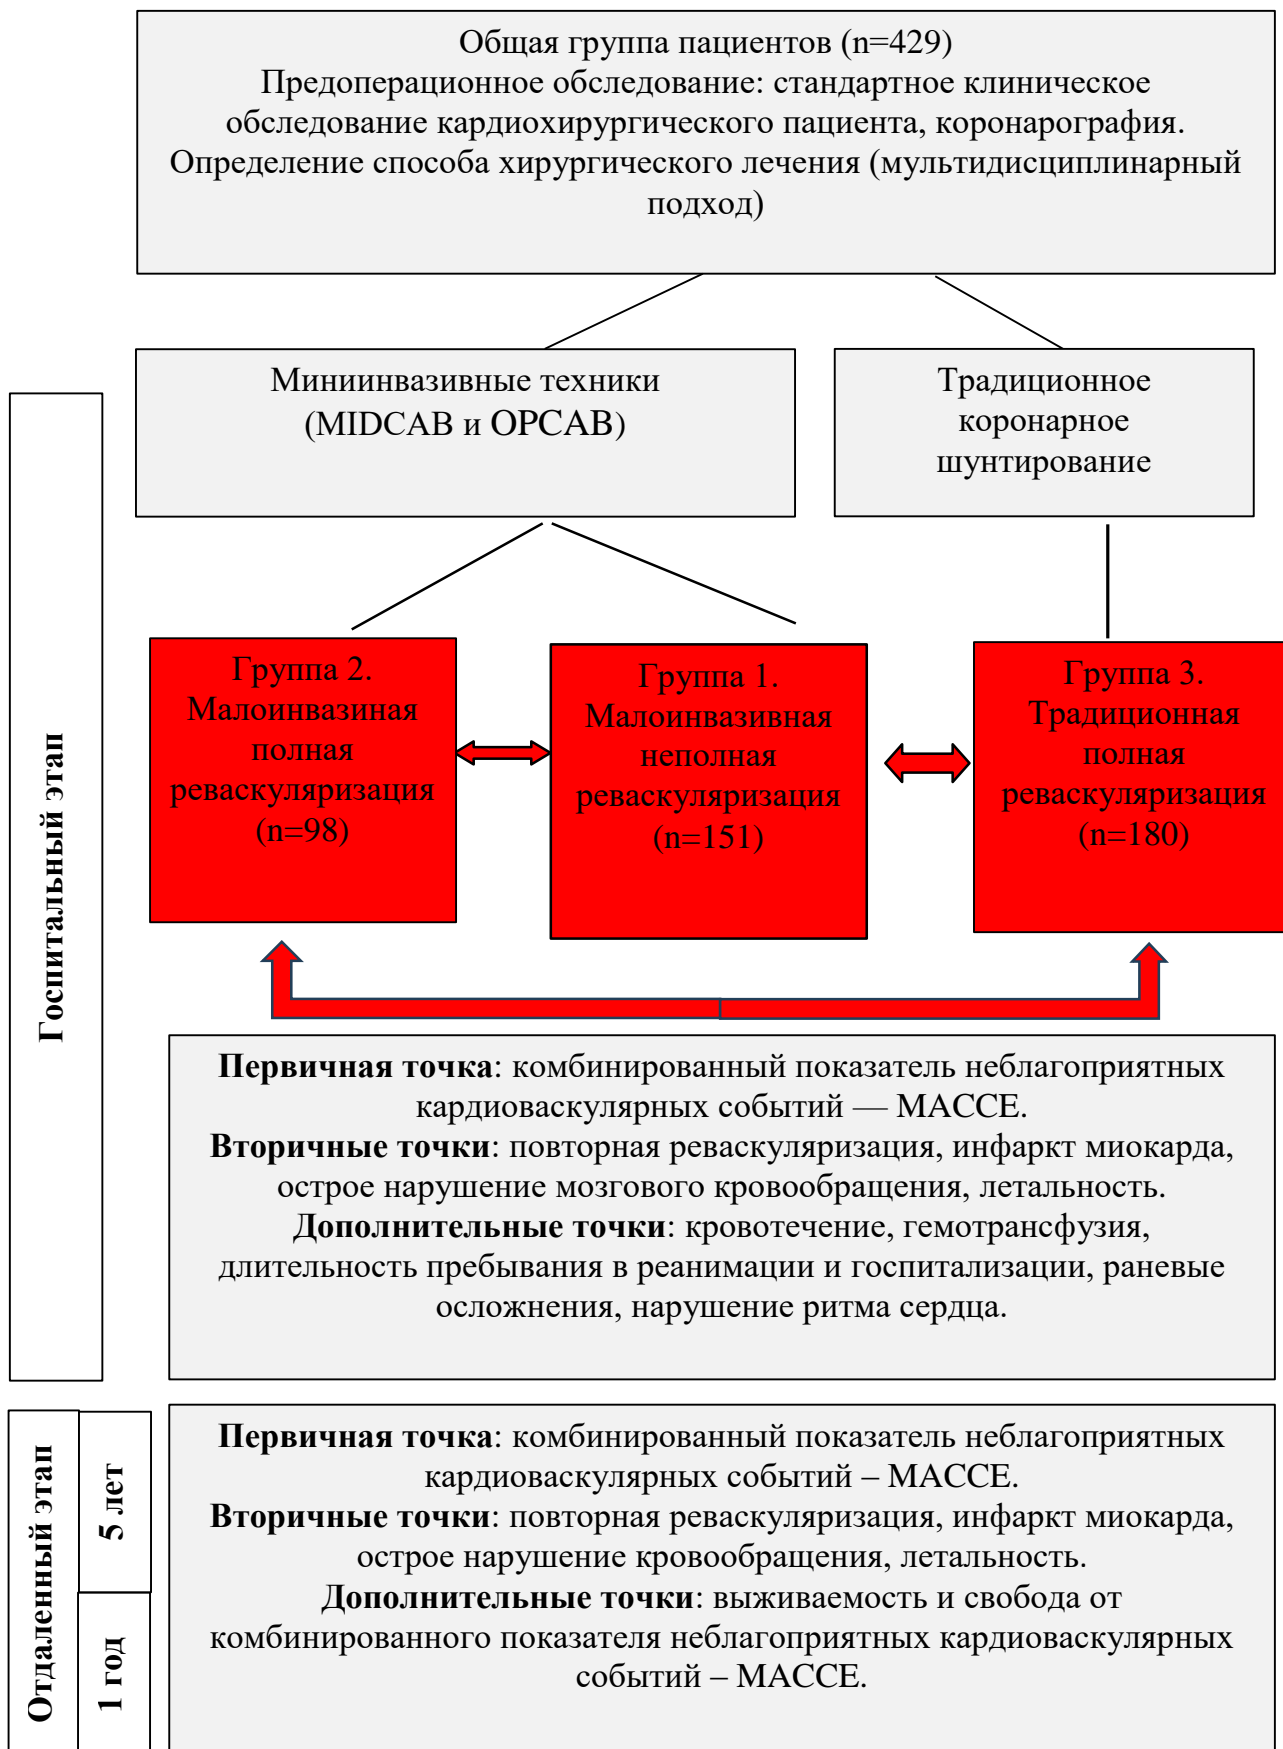 Общая группа пациентов (n=429)
Предоперационное обследование: стандартное клиническое
обследование кардиохирургического пациента, коронарография.
Определение способа хирургического лечения (мультидисциплинарный
подход)
Миниинвазивные техники
(MIDCAB и OPCAB)
Традиционное
коронарное
шунтирование
Госпитальный этап
Группа 2.
Малоинвазиная
полная
реваскуляризация
(n=98)
Группа 1.
Малоинвазивная
неполная
реваскуляризация
(n=151)
Группа 3.
Традиционная
полная
реваскуляризация
(n=180)
Первичная точка: комбинированный показатель неблагоприятных
кардиоваскулярных событий — МАССЕ.
Вторичные точки: повторная реваскуляризация, инфаркт миокарда,
острое нарушение мозгового кровообращения, летальность.
Дополнительные точки: кровотечение, гемотрансфузия,
длительность пребывания в реанимации и госпитализации, раневые
осложнения, нарушение ритма сердца.
Отдаленный этап
5 лет
1 год
Первичная точка: комбинированный показатель неблагоприятных
кардиоваскулярных событий – МАССЕ.
Вторичные точки: повторная реваскуляризация, инфаркт миокарда,
острое нарушение кровообращения, летальность.
Дополнительные точки: выживаемость и свобода от
комбинированного показателя неблагоприятных кардиоваскулярных
событий – МАССЕ.